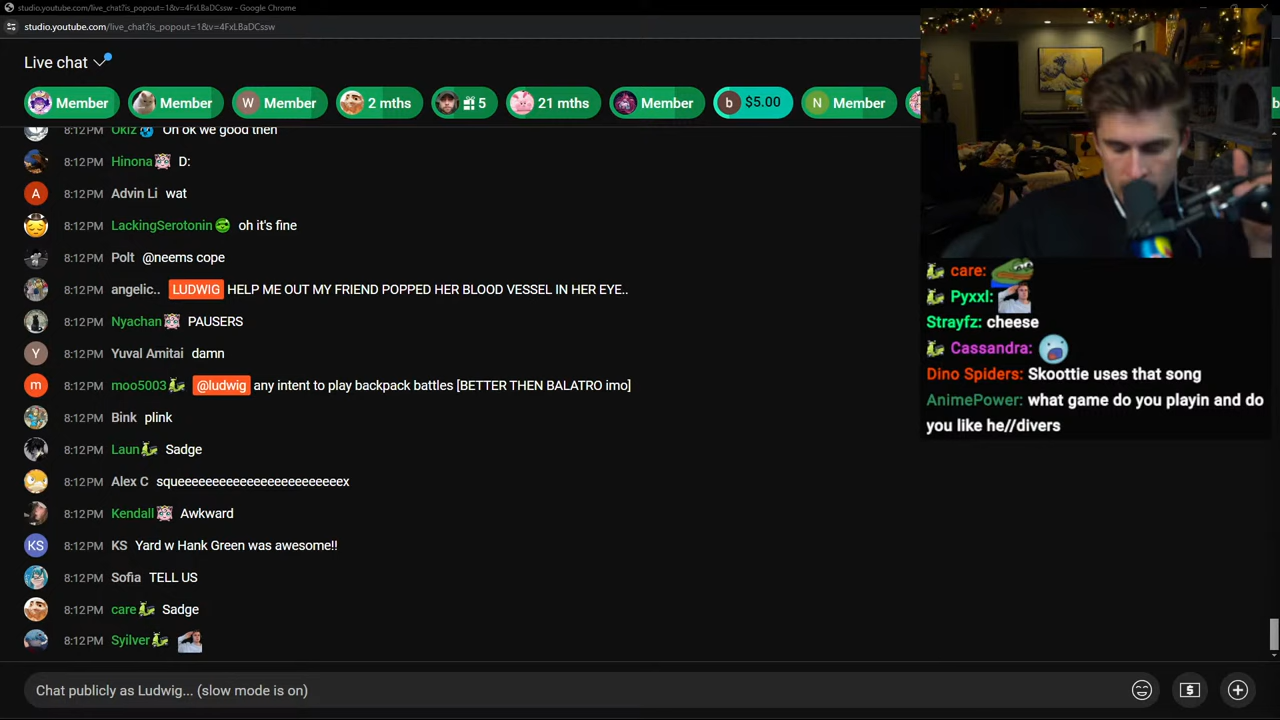 studio.youtube.com/live_chat?is_popout=1&v=4FxLBaDCssw - Google Chrome
studio.youtube.com/live_chat?is_popout=1&v=4FxLBaDCssw
Live chat
Member
Member
W Member
2 mths
5
21 mths
Member
b $5.00
N Member
8:12 PM Okiz Oh ok we good then
8:12 PM Hinona D:
A 8:12 PM Advin Li wat
8:12 PM LackingSerotonin oh it's fine
8:12 PM Polt @neems cope
8:12 PM angelic.. LUDWIG HELP ME OUT MY FRIEND POPPED HER BLOOD VESSEL IN HER EYE..
8:12 PM Nyachan PAUSERS
Y 8:12 PM Yuval Amitai damn
m 8:12 PM moo5003 @ludwig any intent to play backpack battles [BETTER THEN BALATRO imo]
8:12 PM Bink plink
8:12 PM Laun Sadge
8:12 PM Alex C squeeeeeeeeeeeeeeeeeeeeeeex
8:12 PM Kendall Awkward
KS 8:12 PM KS Yard w Hank Green was awesome!!
8:12 PM Sofia TELL US
8:12 PM care Sadge
8:12 PM Syilver
Chat publicly as Ludwig... (slow mode is on)
care:
Pyxxl:
Strayfz: cheese
Cassandra:
Dino Spiders: Skoottie uses that song
AnimePower: what game do you playin and do
you like he//divers